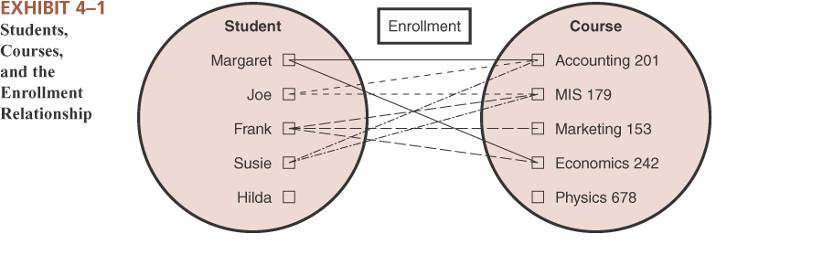 EXHIBIT 4–1
Students,
Courses,
and the
Enrollment
Relationship
Student
Enrollment
Course
Margaret
Accounting 201
Joe
MIS 179
Frank
Marketing 153
Susie
Economics 242
Hilda
Physics 678